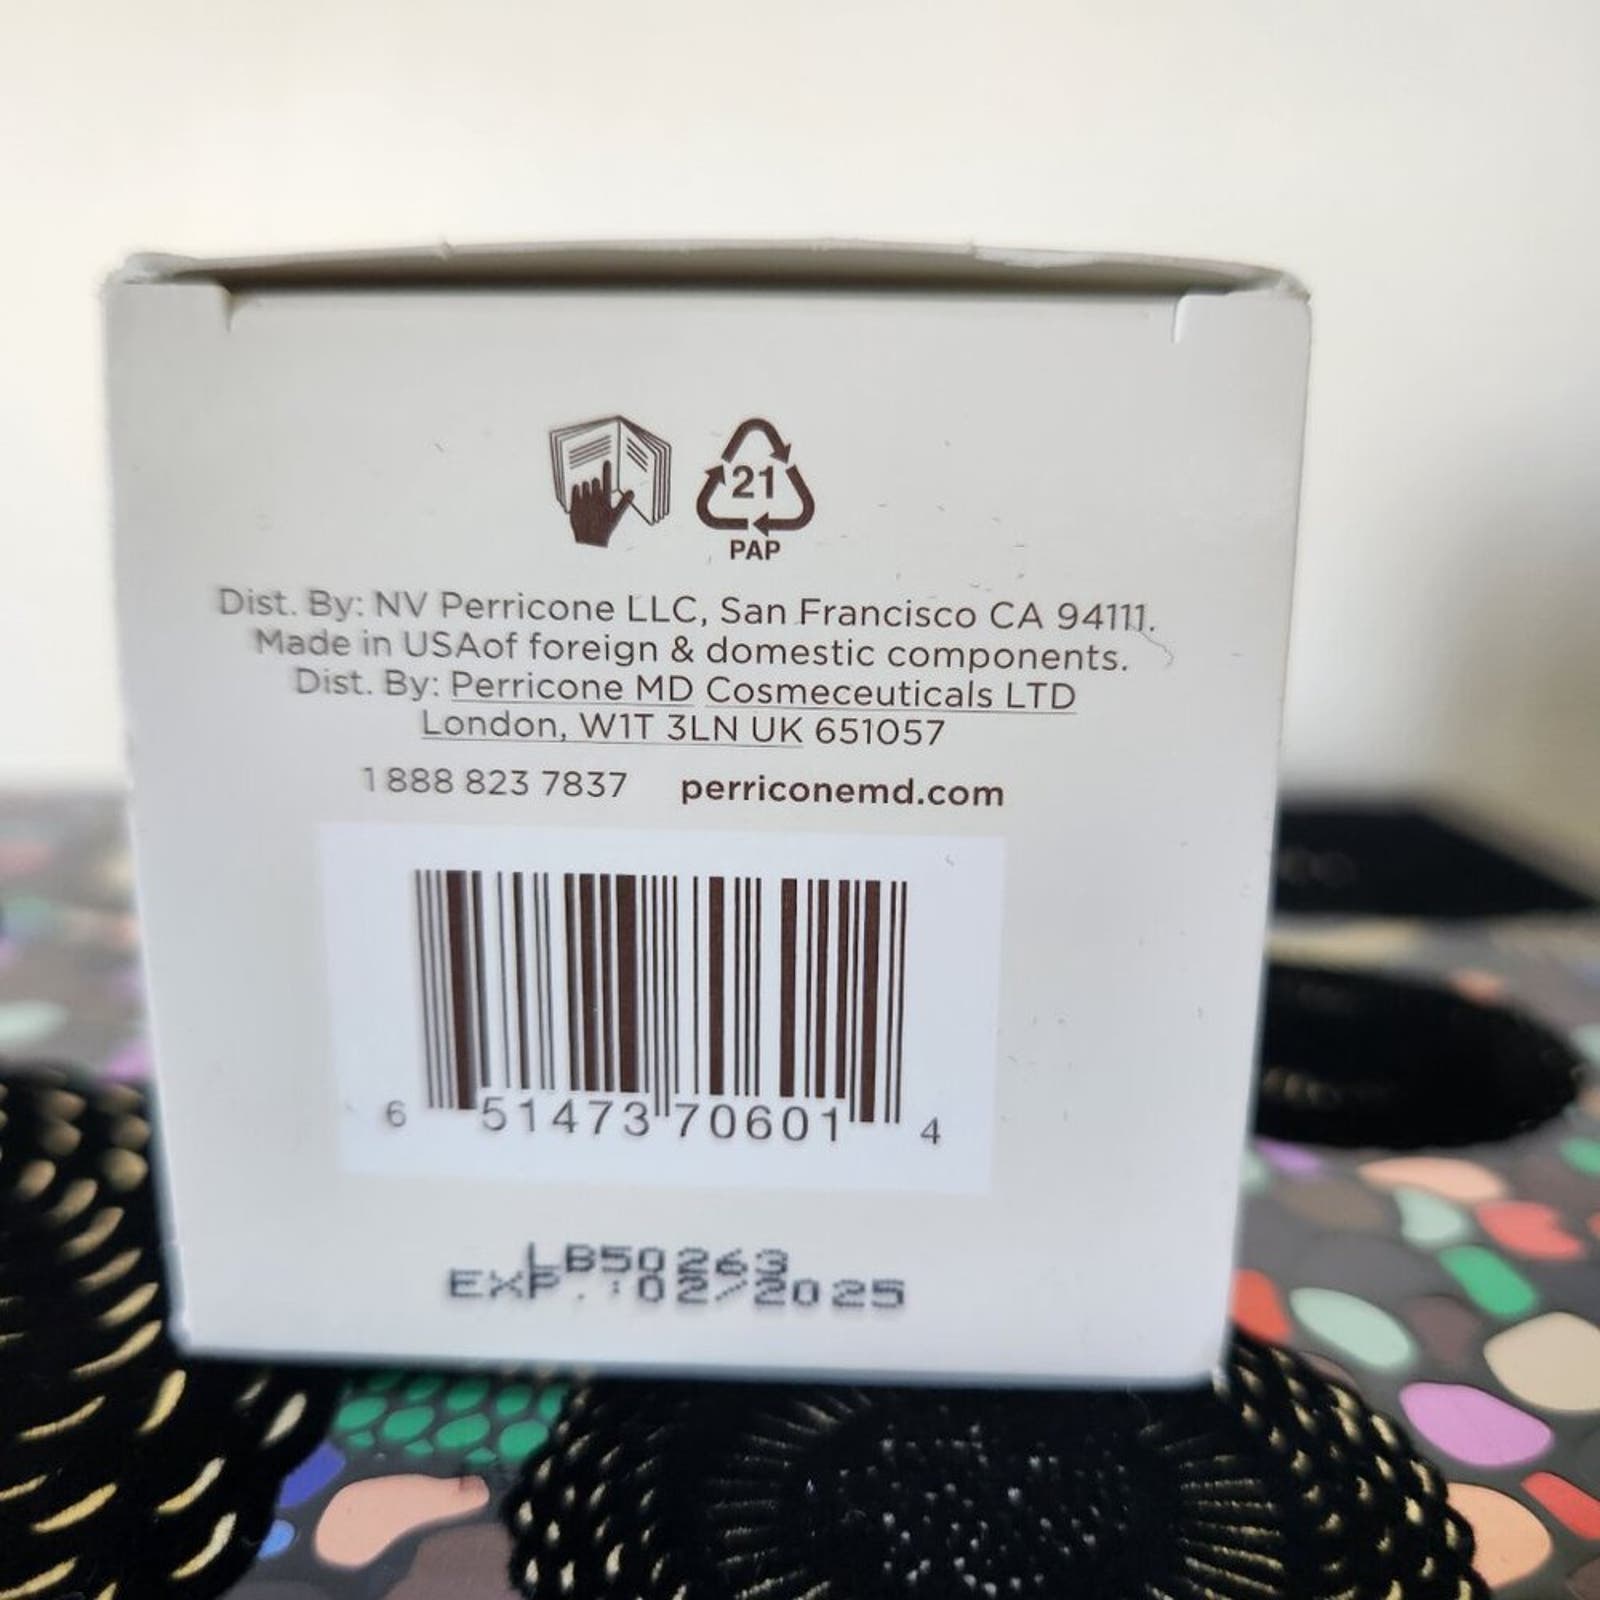 21
PAP
Dist. By: NV Perricone LLC, San Francisco CA 94111.
Made in USAof foreign & domestic components.
Dist. By: Perricone MD Cosmeceuticals LTD
London, W1T 3LN UK 651057
1 888 823 7837 perriconemd.com
6 51473 70601 4
LB50263
EXP.:02/2025